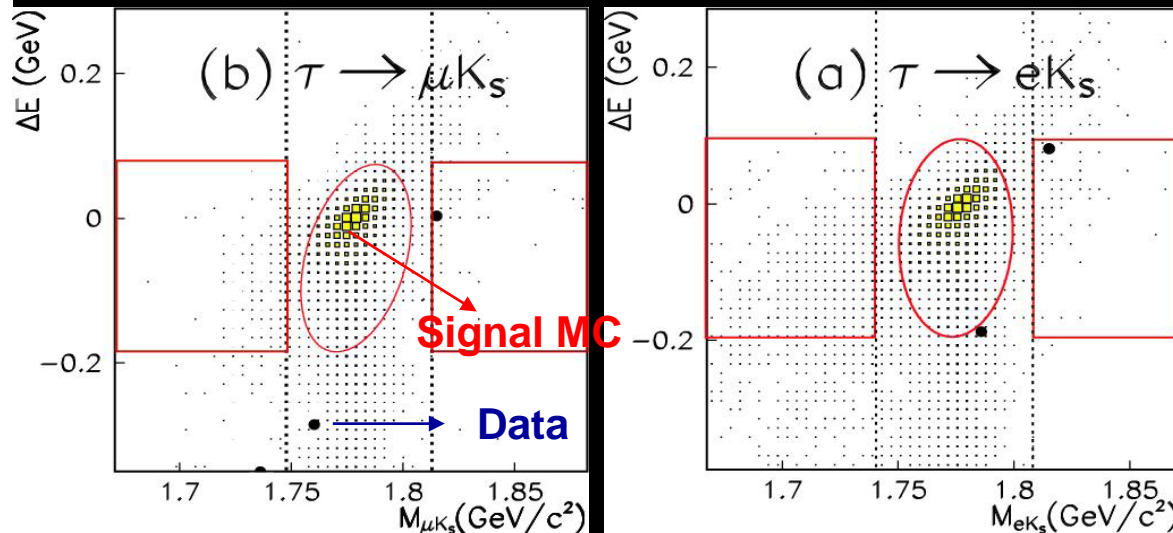 ΔE (GeV)
(b) τ → μKₛ
0.2
0
−0.2
Signal MC
Data
1.7
1.75
1.8
1.85
M_μKₛ(GeV/c²)
ΔE (GeV)
(a) τ → eKₛ
0.2
0
−0.2
1.7
1.75
1.8
1.85
M_eKₛ(GeV/c²)